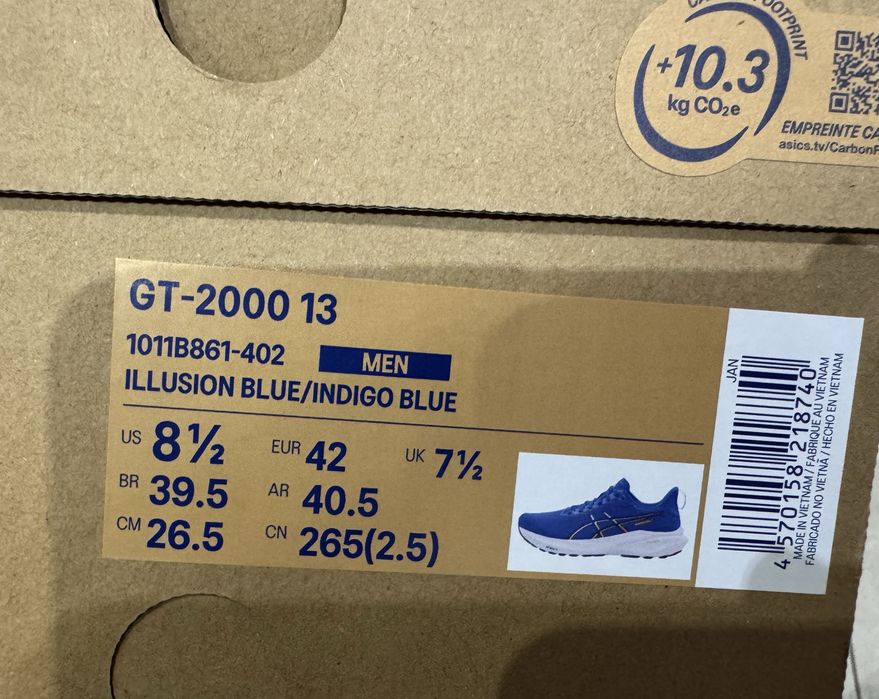 +10.3
kg CO₂e
EMPREINTE
asics.tv/Carbon
GT-2000 13
1011B861-402 MEN
ILLUSION BLUE/INDIGO BLUE
US 8½ EUR 42 UK 7½
BR 39.5 AR 40.5
CM 26.5 CN 265(2.5)
JAN
4 570158 218740
MADE IN VIETNAM / FABRIQUE AU VIETNAM
FABRICADO NO VIETNÃ / HECHO EN VIETNAM